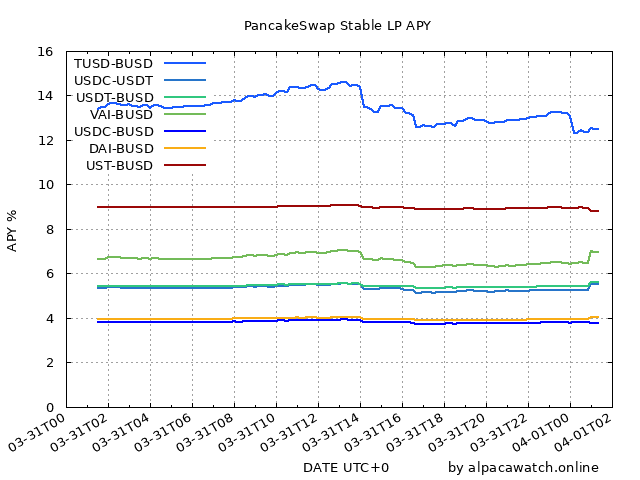 PancakeSwap Stable LP APY
16
14
12
10
8
6
4
2
0
APY %
TUSD-BUSD
USDC-USDT
USDT-BUSD
VAI-BUSD
USDC-BUSD
DAI-BUSD
UST-BUSD
03-31T00
03-31T02
03-31T04
03-31T06
03-31T08
03-31T10
03-31T12
03-31T14
03-31T16
03-31T18
03-31T20
03-31T22
04-01T00
04-01T02
DATE UTC+0
by alpacawatch.online